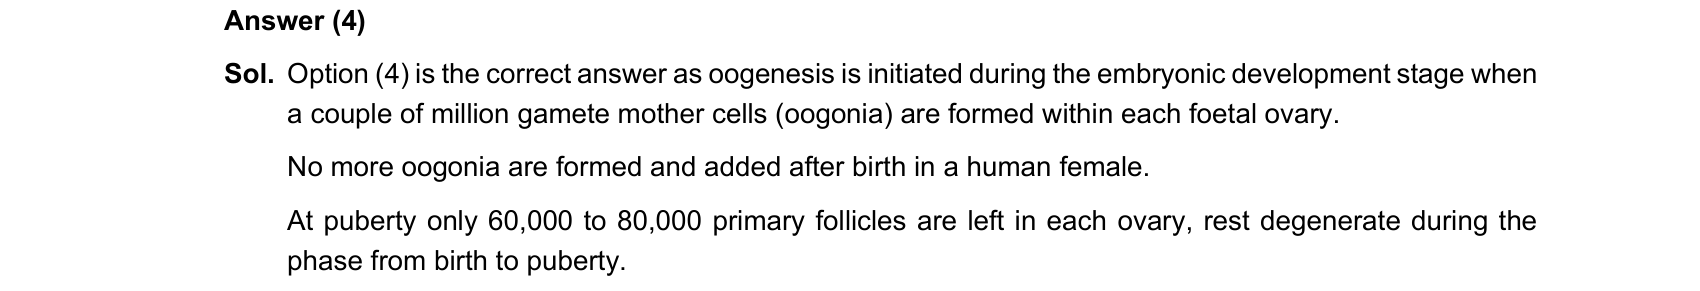 Answer (4)
Sol. Option (4) is the correct answer as oogenesis is initiated during the embryonic development stage when
a couple of million gamete mother cells (oogonia) are formed within each foetal ovary.
No more oogonia are formed and added after birth in a human female.
At puberty only 60,000 to 80,000 primary follicles are left in each ovary, rest degenerate during the
phase from birth to puberty.